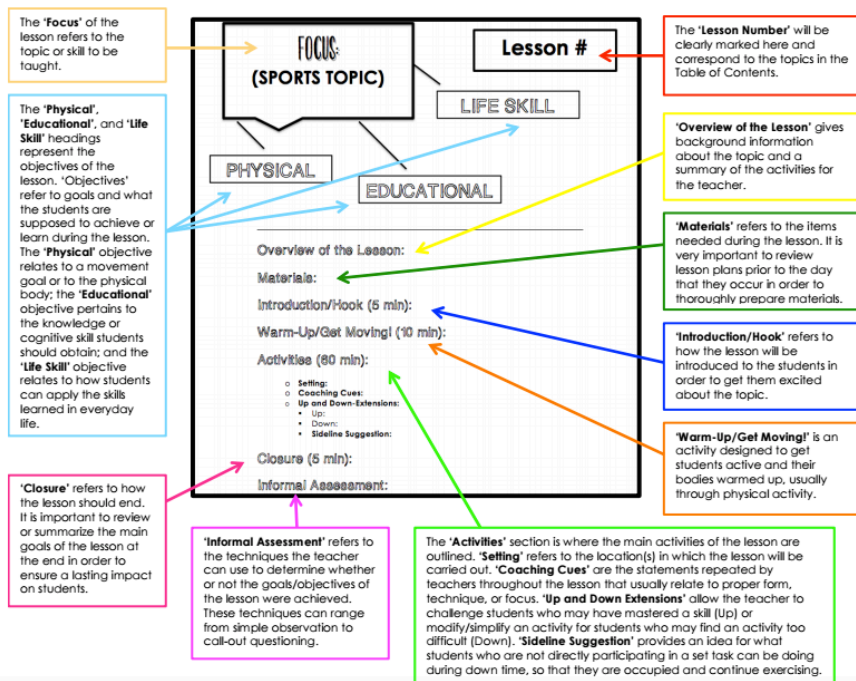 The 'Focus' of the
lesson refers to the
topic or skill to be
taught.
The 'Physical',
'Educational', and 'Life
Skill' headings
represent the
objectives of the
lesson. 'Objectives'
refer to goals and what
the students are
supposed to achieve or
learn during the lesson.
The 'Physical' objective
relates to a movement
goal or to the physical
body; the 'Educational'
objective pertains to
the knowledge or
cognitive skill students
should obtain; and the
'Life Skill' objective
relates to how students
can apply the skills
learned in everyday
life.
'Closure' refers to how
the lesson should end.
It is important to review
or summarize the main
goals of the lesson at
the end in order to
ensure a lasting impact
on students.
FOCUS:
(SPORTS TOPIC)
Lesson #
LIFE SKILL
PHYSICAL
EDUCATIONAL
Overview of the Lesson:
Materials:
Introduction/Hook (5 min):
Warm-Up/Get Moving! (10 min):
Activities (60 min):
Setting:
Coaching Cues:
Up and Down-Extensions:
Up:
Down:
Sideline Suggestion:
Closure (5 min):
Informal Assessment:
The 'Lesson Number' will be
clearly marked here and
correspond to the topics in the
Table of Contents.
'Overview of the Lesson' gives
background information
about the topic and a
summary of the activities for
the teacher.
'Materials' refers to the items
needed during the lesson. It is
very important to review
lesson plans prior to the day
that they occur in order to
thoroughly prepare materials.
'Introduction/Hook' refers to
how the lesson will be
introduced to the students in
order to get them excited
about the topic.
'Warm-Up/Get Moving!' is an
activity designed to get
students active and their
bodies warmed up, usually
through physical activity.
'Informal Assessment' refers to
the techniques the teacher
can use to determine whether
or not the goals/objectives of
the lesson were achieved.
These techniques can range
from simple observation to
call-out questioning.
The 'Activities' section is where the main activities of the lesson are
outlined. 'Setting' refers to the location(s) in which the lesson will be
carried out. 'Coaching Cues' are the statements repeated by
teachers throughout the lesson that usually relate to proper form,
technique, or focus. 'Up and Down Extensions' allow the teacher to
challenge students who may have mastered a skill (Up) or
modify/simplify an activity for students who may find an activity too
difficult (Down). 'Sideline Suggestion' provides an idea for what
students who are not directly participating in a set task can be doing
during down time, so that they are occupied and continue exercising.